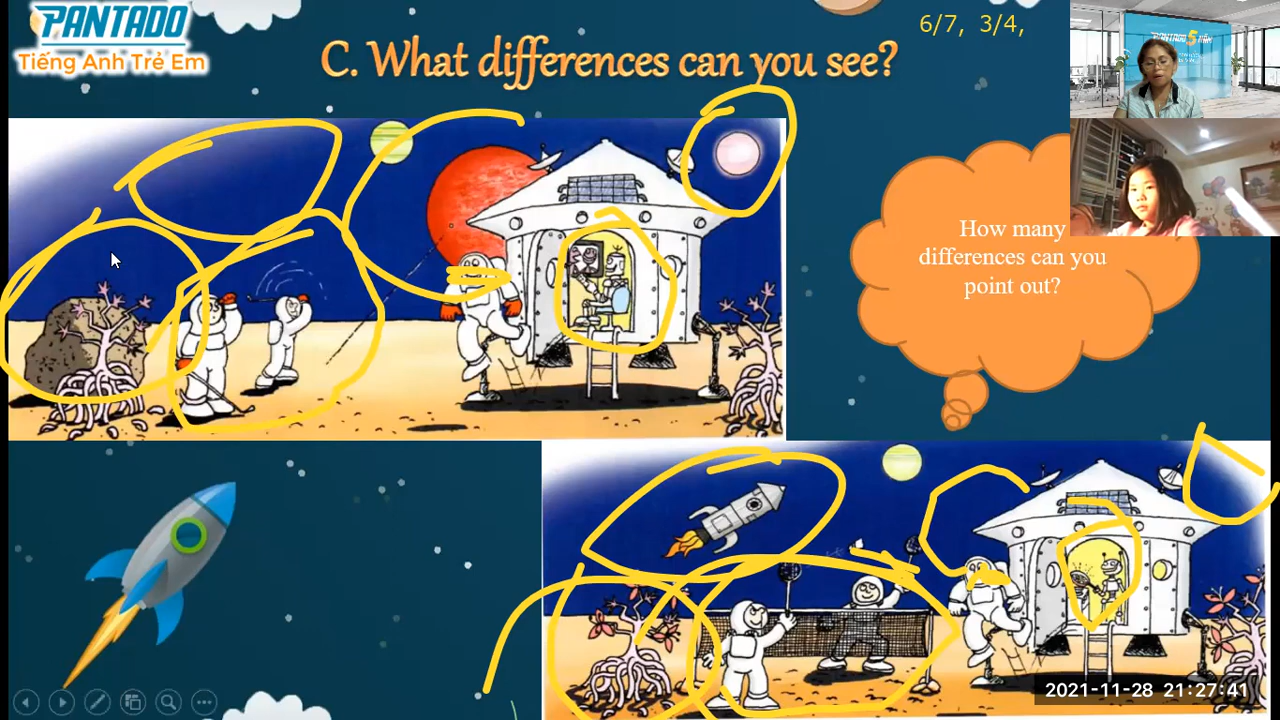 PANTADO
Tiếng Anh Trẻ Em
C. What differences can you see?
6/7, 3/4,
How many
differences can you
point out?
2021-11-28 21:27:41